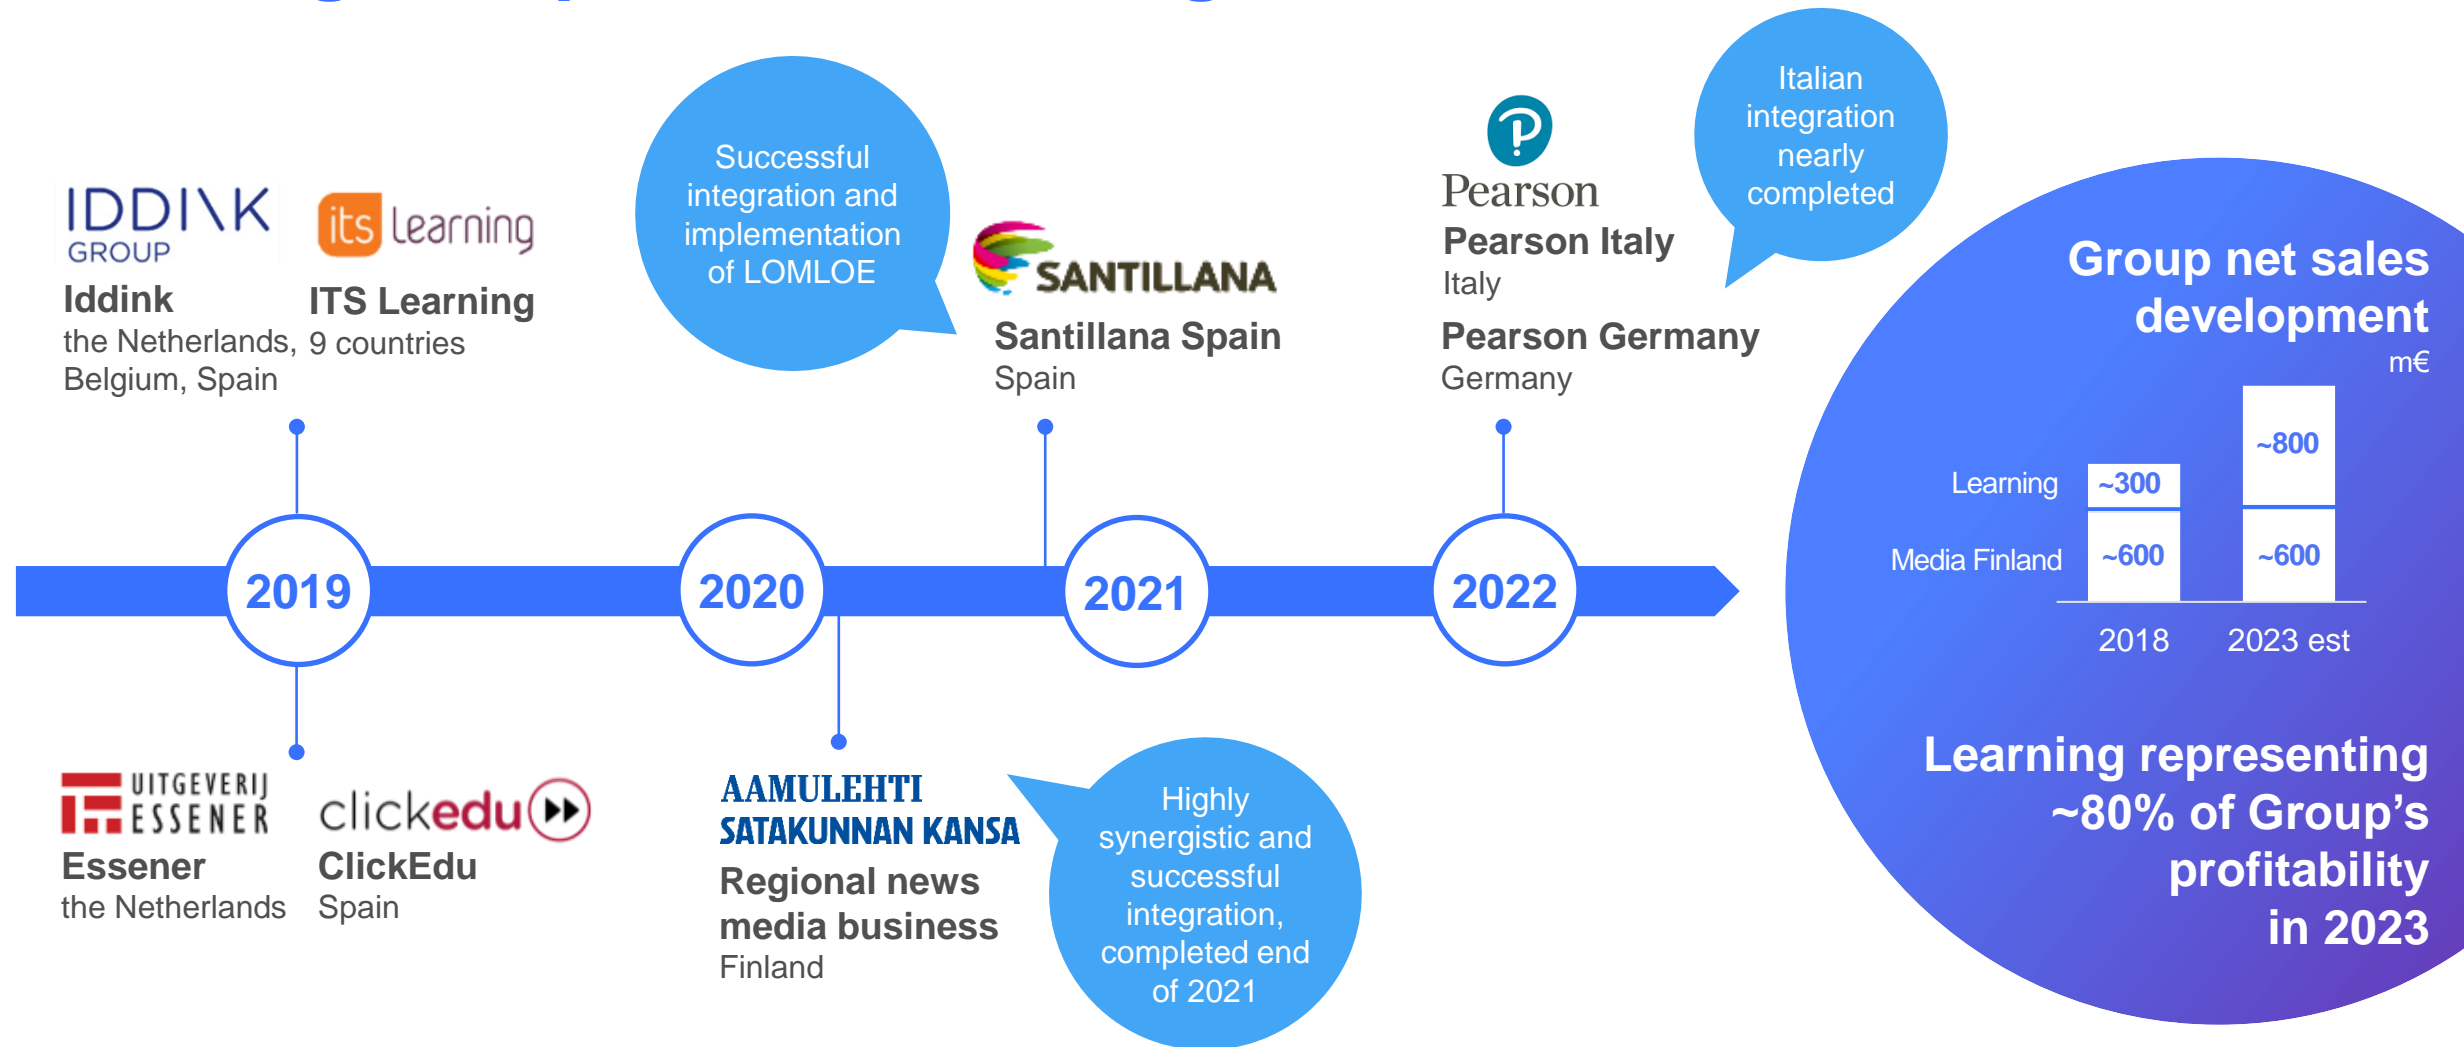 IDDINK
GROUP
Iddink
the Netherlands,
Belgium, Spain
its Learning
ITS Learning
9 countries
Successful
integration and
implementation
of LOMLOE
SANTILLANA
Santillana Spain
Spain
Pearson
Pearson Italy
Italy
Pearson Germany
Germany
Italian
integration
nearly
completed
2019
2020
2021
2022
UITGEVERIJ
ESSENER
Essener
the Netherlands
clickedu
ClickEdu
Spain
AAMULEHTI
SATAKUNNAN KANSA
Regional news
media business
Finland
Highly
synergistic and
successful
integration,
completed end
of 2021
Group net sales
development
m€
~800
Learning ~300
Media Finland ~600 ~600
2018 2023 est
Learning representing
~80% of Group’s
profitability
in 2023